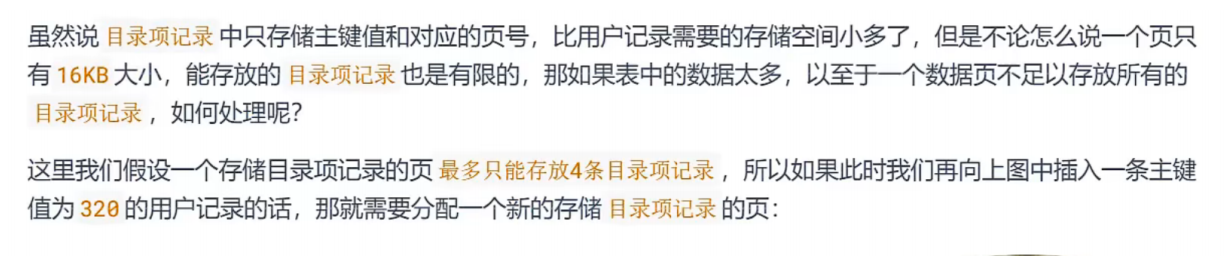 虽然说 目录项记录 中只存储主键值和对应的页号，比用户记录需要的存储空间小多了，但是不论怎么说一个页只
有 16KB 大小，能存放的 目录项记录 也是有限的，那如果表中的数据太多，以至于一个数据页不足以存放所有的
目录项记录 ，如何处理呢？
这里我们假设一个存储目录项记录的页 最多只能存放4条目录项记录 ，所以如果此时我们再向上图中插入一条主键
值为 320 的用户记录的话，那就需要分配一个新的存储 目录项记录 的页：